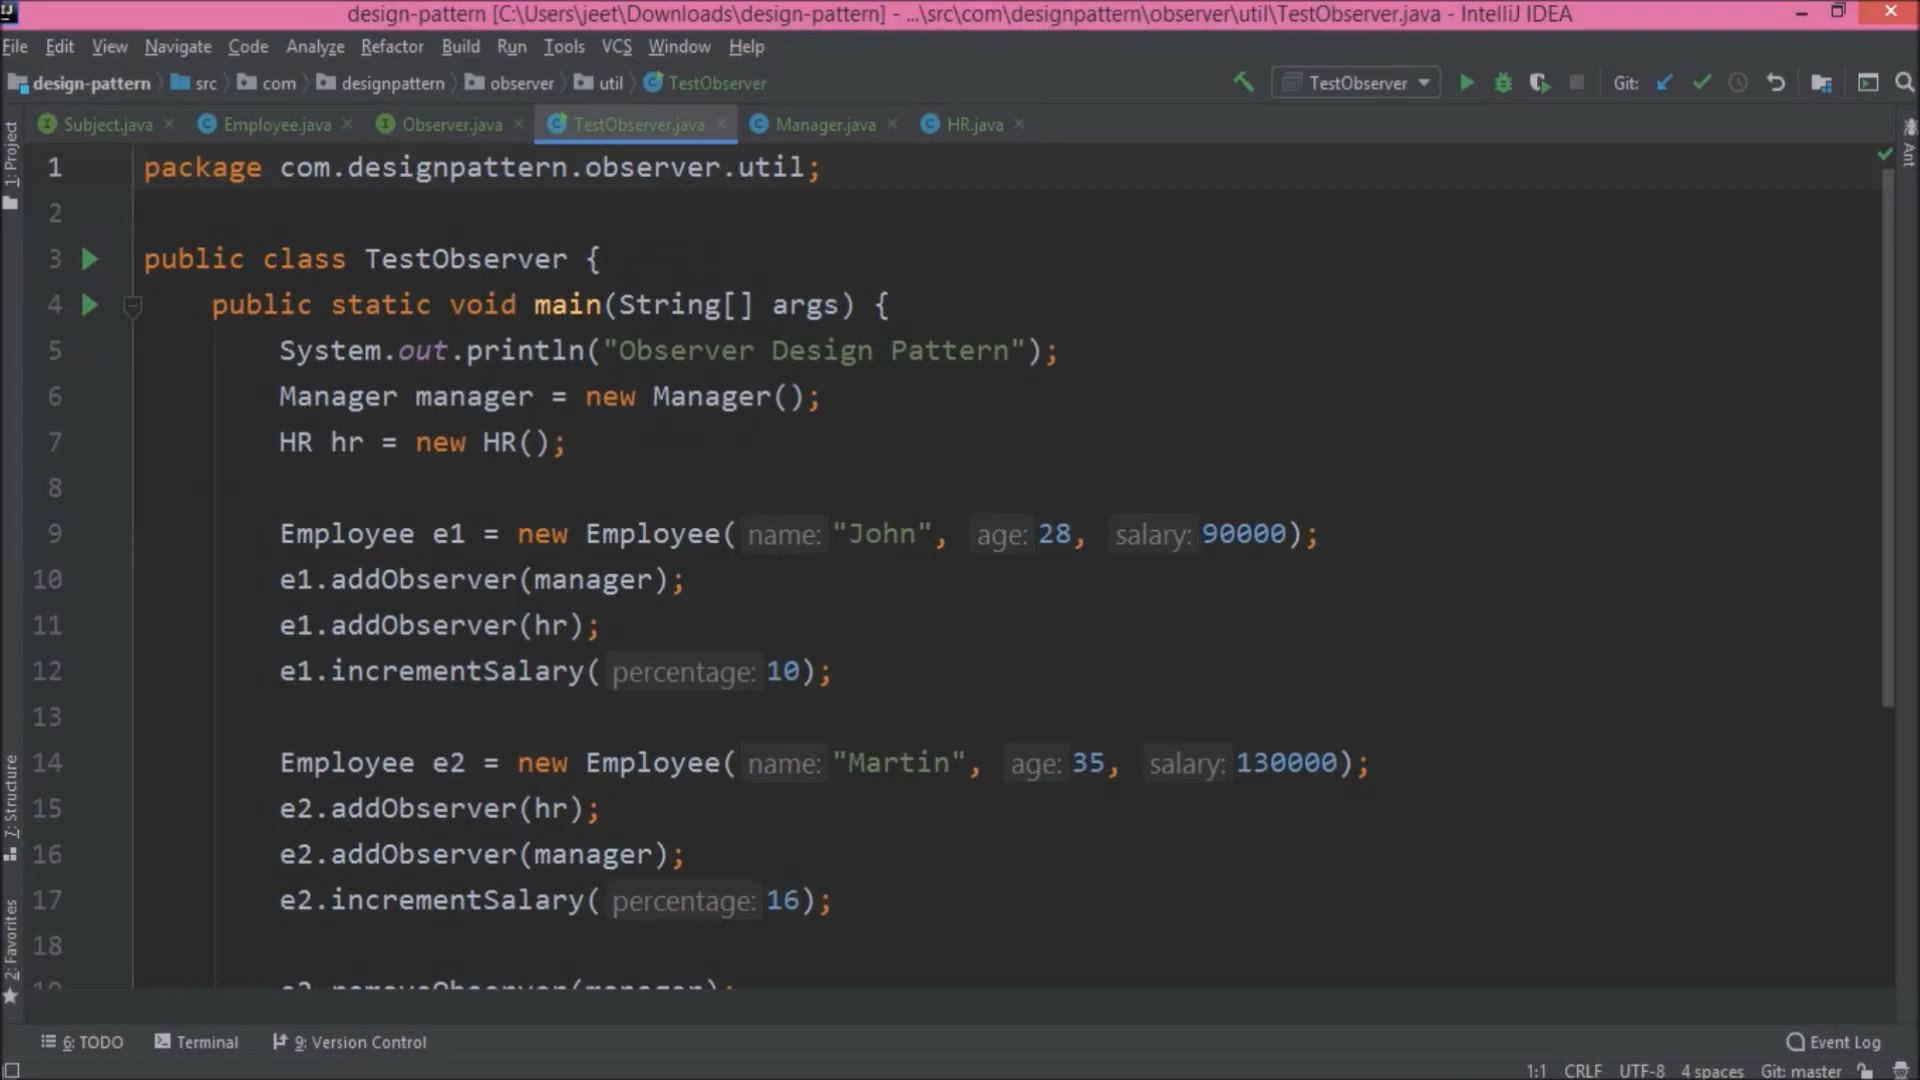 design-pattern [C:\Users\jeet\Downloads\design-pattern] - ...\src\com\designpattern\observer\util\TestObserver.java - IntelliJ IDEA
File Edit View Navigate Code Analyze Refactor Build Run Tools VCS Window Help
design-pattern src com designpattern observer util TestObserver TestObserver Git:
Subject.java Employee.java Observer.java TestObserver.java Manager.java HR.java
1: Project
Ant
1 package com.designpattern.observer.util;
2
3 public class TestObserver {
4 public static void main(String[] args) {
5 System.out.println("Observer Design Pattern");
6 Manager manager = new Manager();
7 HR hr = new HR();
8
9 Employee e1 = new Employee( name: "John", age: 28, salary: 90000);
10 e1.addObserver(manager);
11 e1.addObserver(hr);
12 e1.incrementSalary( percentage: 10);
13
14 Employee e2 = new Employee( name: "Martin", age: 35, salary: 130000);
15 e2.addObserver(hr);
16 e2.addObserver(manager);
17 e2.incrementSalary( percentage: 16);
18
19 e2.removeObserver(manager);
7: Structure
2: Favorites
6: TODO Terminal 9: Version Control Event Log
1:1 CRLF UTF-8 4 spaces Git: master